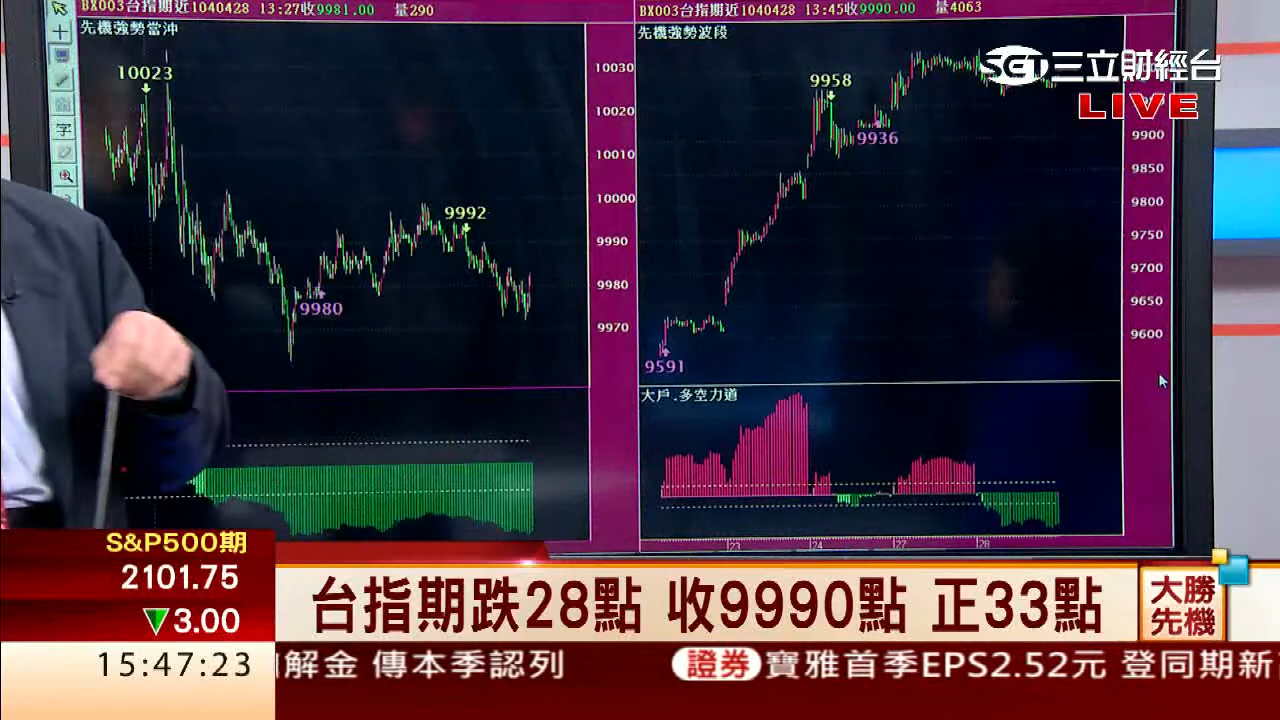 BX003台指期近1040428 13:27收9981.00 量290
先機強勢當沖
10023
9992
9980
10030
10020
10010
10000
9990
9980
9970
字
BX003台指期近1040428 13:45收9990.00 量4063
先機強勢波段
9958
9936
9591
9900
9850
9800
9750
9700
9650
9600
大戶.多空力道
23
24
27
28
SET三立財經台
LIVE
S&P500期
2101.75
▼3.00
15:47:23
台指期跌28點 收9990點 正33點
大勝
先機
解金 傳本季認列 證券 寶雅首季EPS2.52元 登同期新